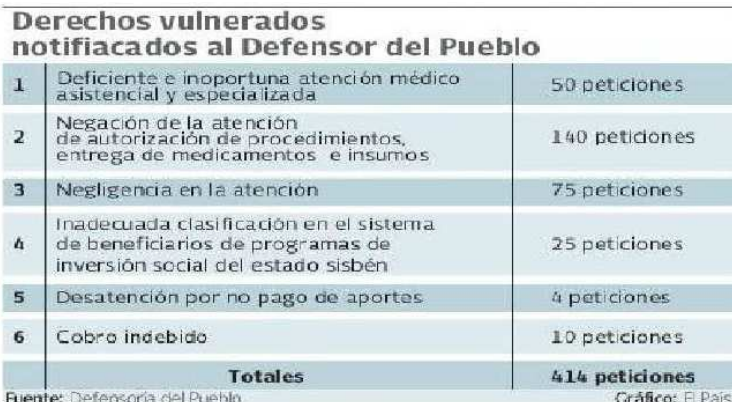 Derechos vulnerados
notifiacados al Defensor del Pueblo
1 Deficiente e inoportuna atención médico
asistencial y especializada 50 peticiones
2 Negación de la atención
de autorización de procedimientos,
entrega de medicamentos e insumos 140 peticiones
3 Negligencia en la atención 75 peticiones
4 Inadecuada clasificación en el sistema
de beneficiarios de programas de
inversión social del estado sisbén 25 peticiones
5 Desatención por no pago de aportes 4 peticiones
6 Cobro indebido 10 peticiones
Totales 414 peticiones
Fuente: Defensoría del Pueblo Gráfico: El País